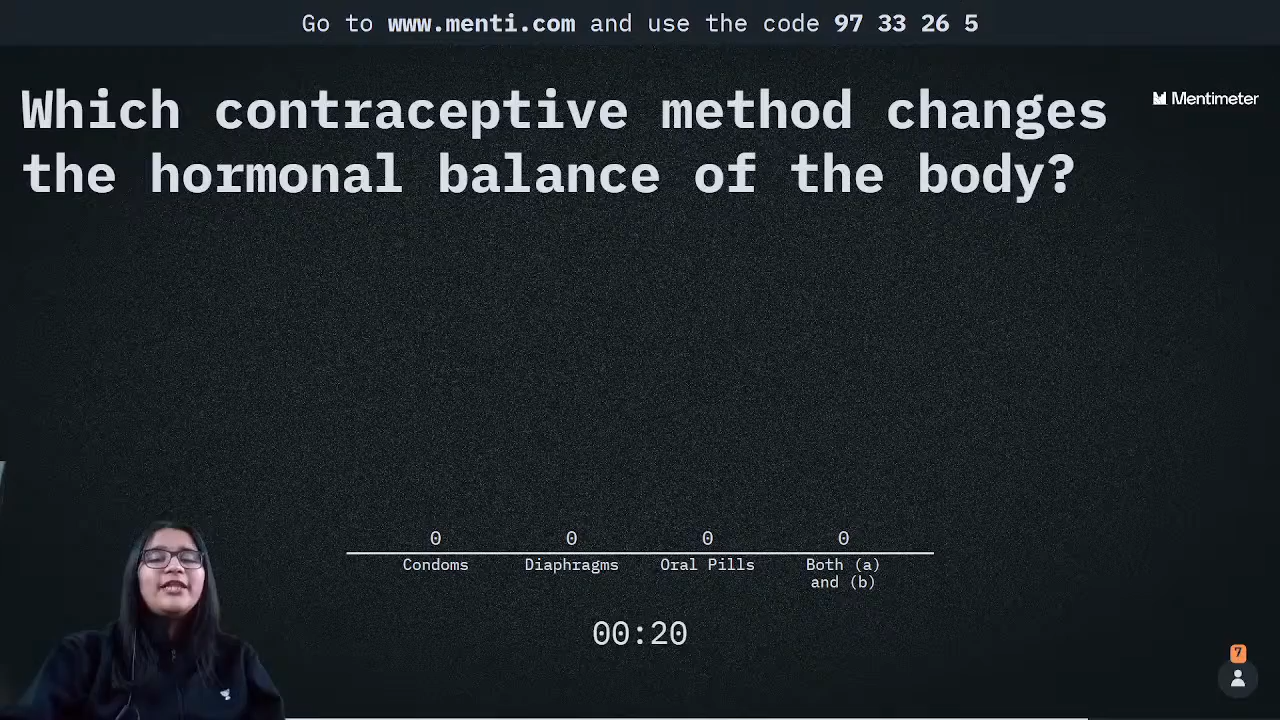 Go to www.menti.com and use the code 97 33 26 5
Mentimeter
Which contraceptive method changes
the hormonal balance of the body?
0 0 0 0
Condoms Diaphragms Oral Pills Both (a)
and (b)
00:20
7